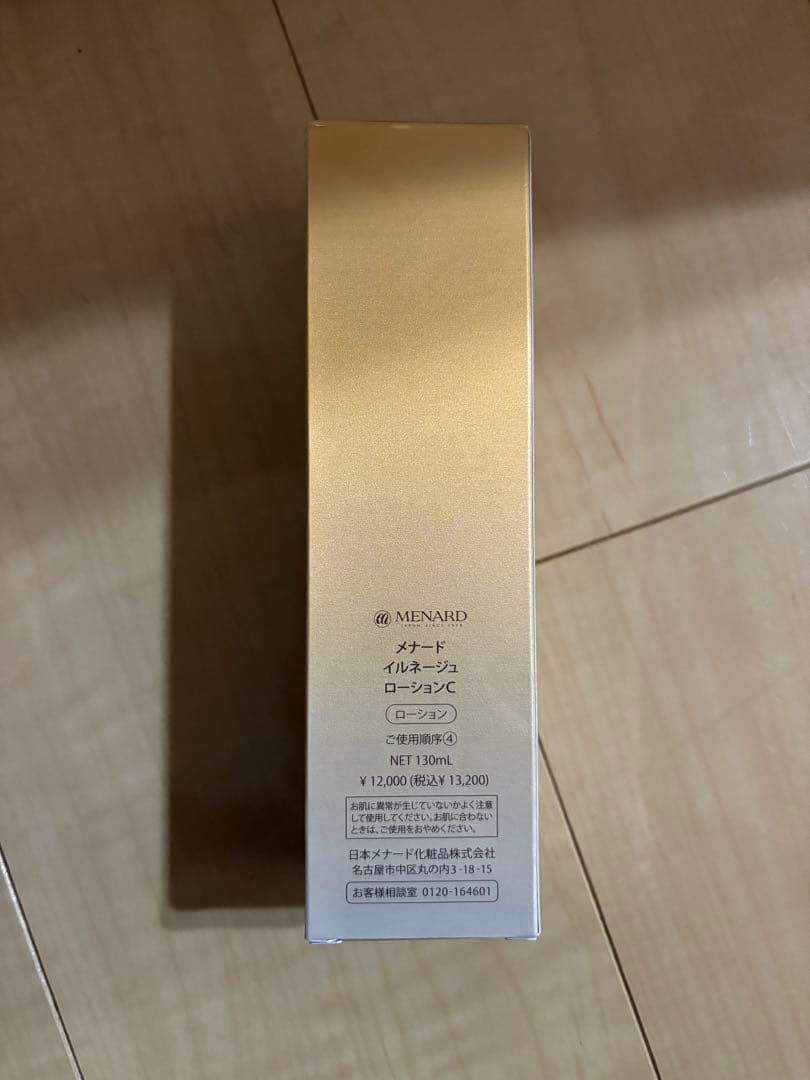 MENARD
JAPAN SINCE 1959
メナード
イルネージュ
ローションC
ローション
ご使用順序④
NET 130mL
¥12,000(税込¥13,200)
お肌に異常が生じていないかよく注意
して使用してください。お肌に合わない
ときは、ご使用をおやめください。
日本メナード化粧品株式会社
名古屋市中区丸の内3-18-15
お客様相談室 0120-164601